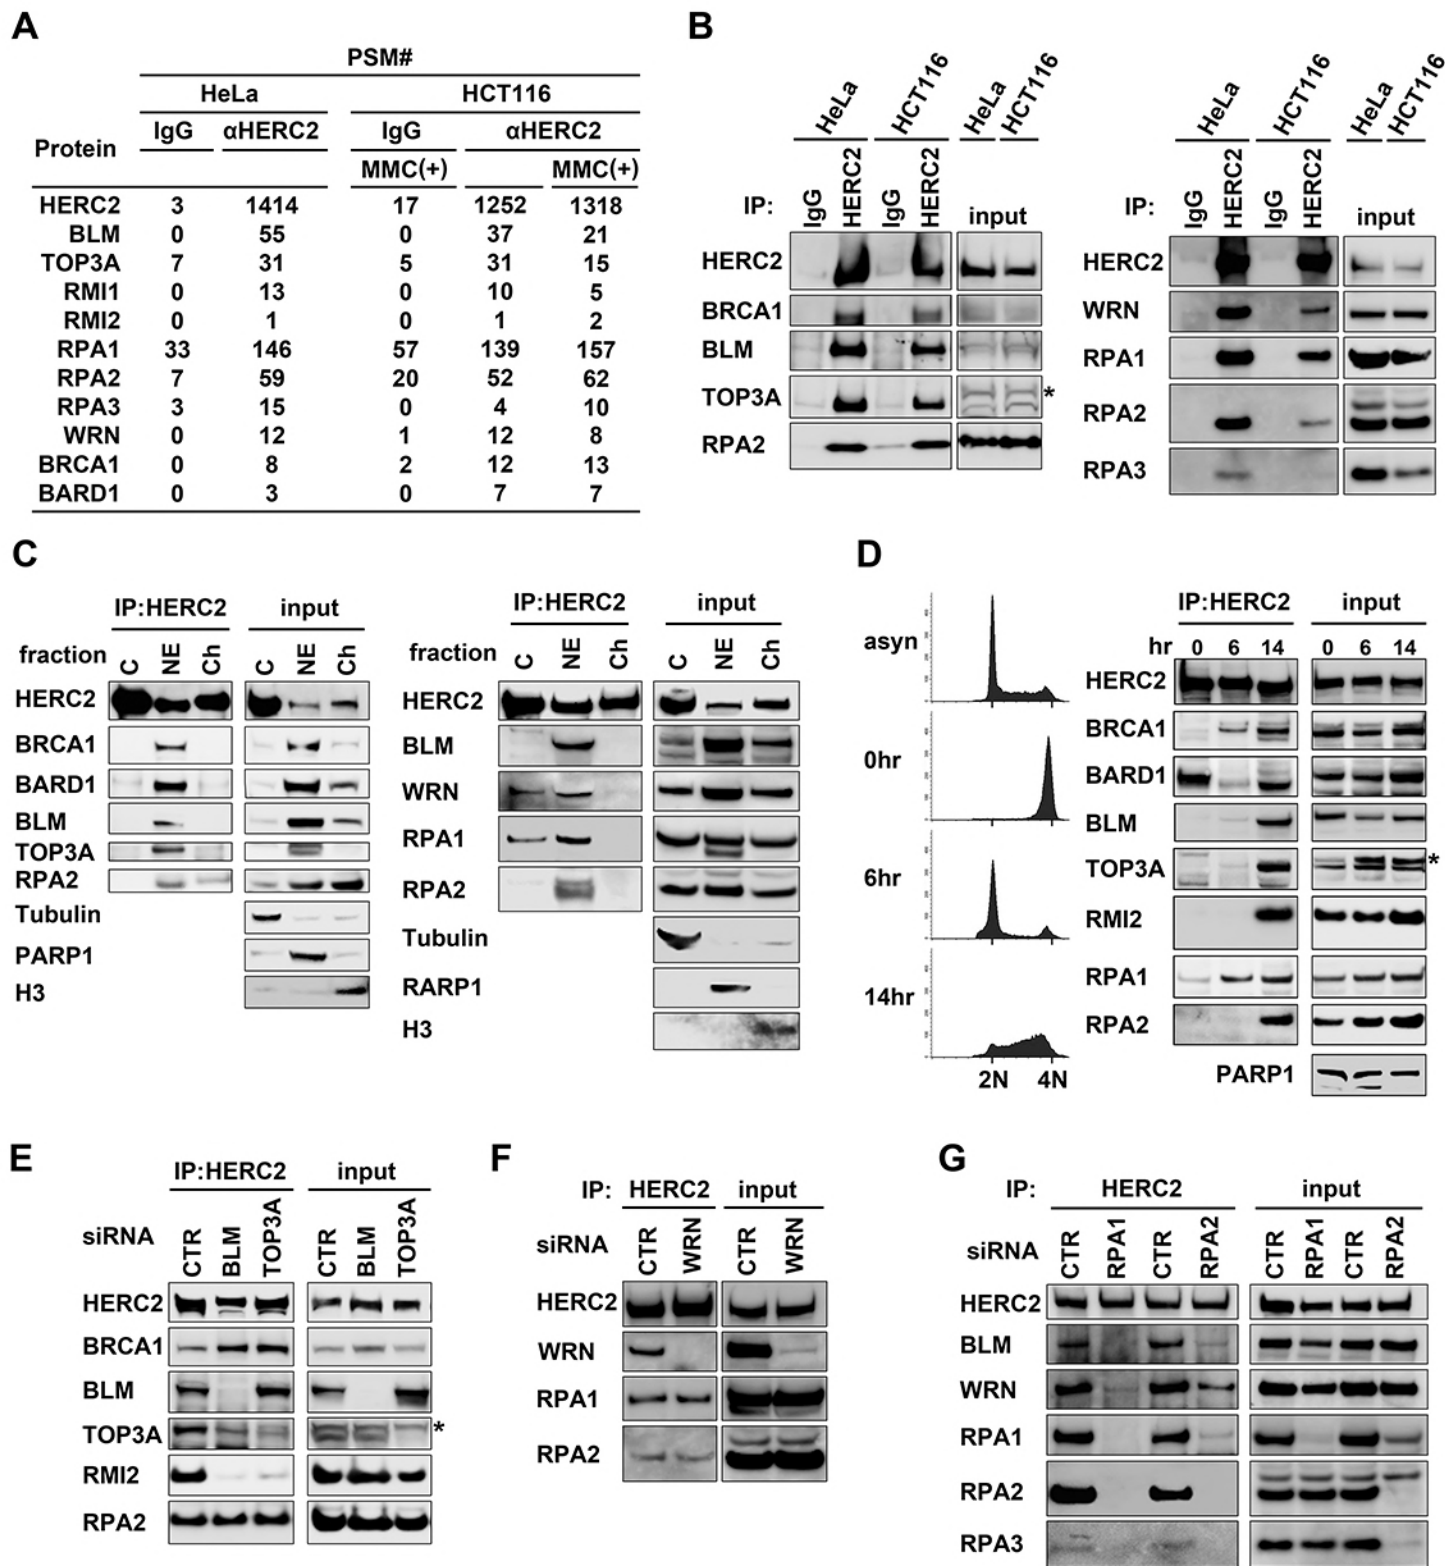 A
PSM#
HeLa HCT116
IgG αHERC2 IgG αHERC2
Protein
MMC(+) MMC(+)
HERC2 3 1414 17 1252 1318
BLM 0 55 0 37 21
TOP3A 7 31 5 31 15
RMI1 0 13 0 10 5
RMI2 0 1 0 1 2
RPA1 33 146 57 139 157
RPA2 7 59 20 52 62
RPA3 3 15 0 4 10
WRN 0 12 1 12 8
BRCA1 0 8 2 12 13
BARD1 0 3 0 7 7
B
HeLa HCT116 HeLa HCT116
IP: IgG HERC2 IgG HERC2 input
HERC2
BRCA1
BLM
TOP3A *
RPA2
HeLa HCT116 HeLa HCT116
IP: IgG HERC2 IgG HERC2 input
HERC2
WRN
RPA1
RPA2
RPA3
C
IP:HERC2 input
fraction C NE Ch C NE Ch
HERC2
BRCA1
BARD1
BLM
TOP3A
RPA2
Tubulin
PARP1
H3
IP:HERC2 input
fraction C NE Ch C NE Ch
HERC2
BLM
WRN
RPA1
RPA2
Tubulin
RARP1
H3
D
asyn
0hr
6hr
14hr
2N 4N
IP:HERC2 input
hr 0 6 14 0 6 14
HERC2
BRCA1
BARD1
BLM
TOP3A *
RMI2
RPA1
RPA2
PARP1
E
IP:HERC2 input
siRNA CTR BLM TOP3A CTR BLM TOP3A
HERC2
BRCA1
BLM
TOP3A *
RMI2
RPA2
F
IP: HERC2 input
siRNA CTR WRN CTR WRN
HERC2
WRN
RPA1
RPA2
G
IP: HERC2 input
siRNA CTR RPA1 CTR RPA2 CTR RPA1 CTR RPA2
HERC2
BLM
WRN
RPA1
RPA2
RPA3